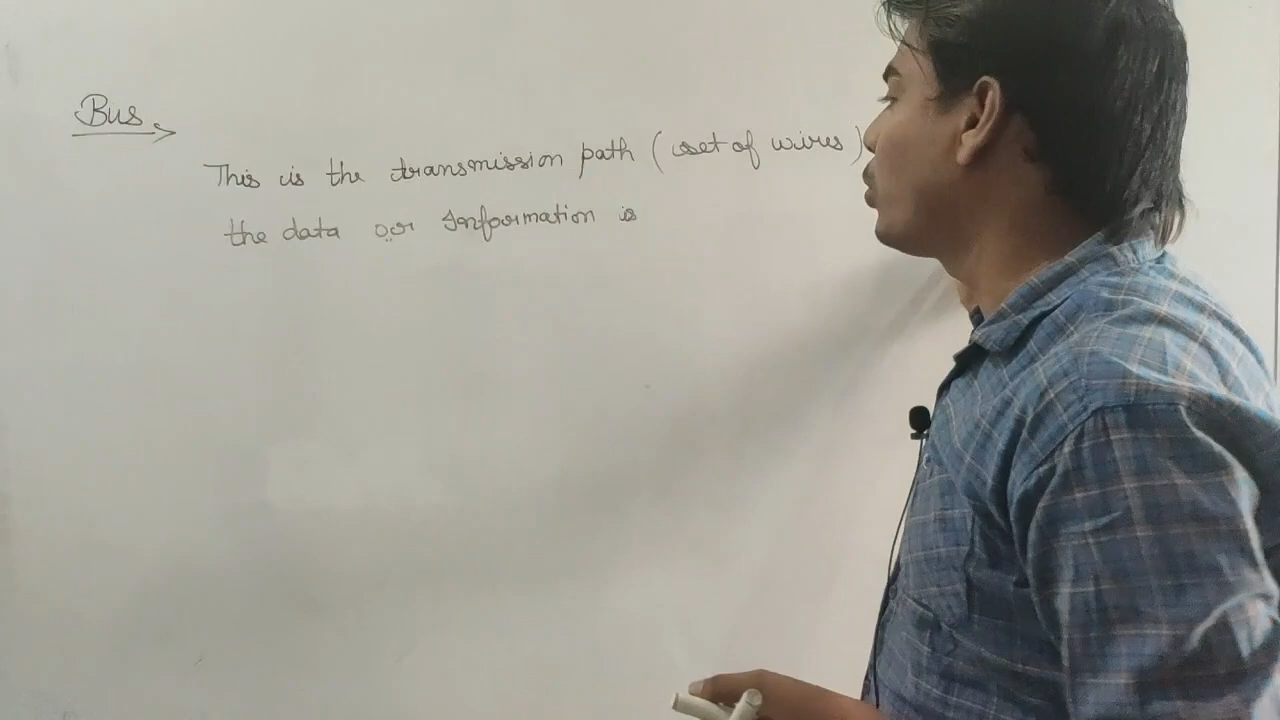 Bus
This is the transmission path (set of wires)
the data or Information is